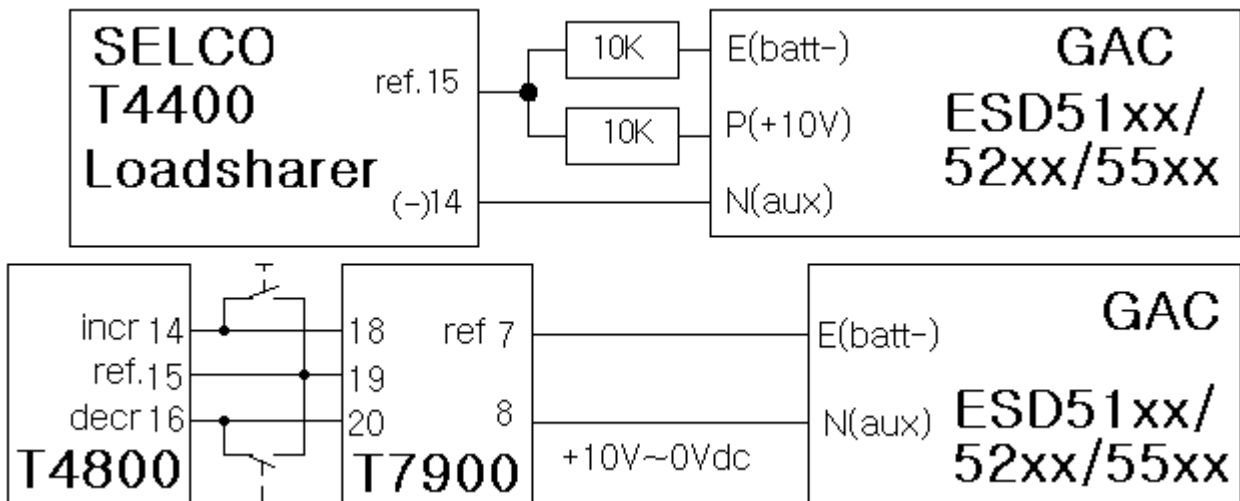 SELCO
T4400
Loadsharer
ref. 15
(-)14
10K
10K
E(batt-)
P(+10V)
N(aux)
GAC
ESD51xx/
52xx/55xx
incr 14
ref.15
decr 16
T4800
18
19
20
ref 7
8
T7900
+10V~0Vdc
E(batt-)
N(aux)
GAC
ESD51xx/
52xx/55xx